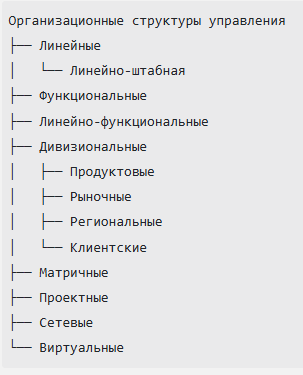 Организационные структуры управления
├── Линейные
│   └── Линейно-штабная
├── Функциональные
├── Линейно-функциональные
├── Дивизиональные
│   ├── Продуктовые
│   ├── Рыночные
│   ├── Региональные
│   └── Клиентские
├── Матричные
├── Проектные
├── Сетевые
└── Виртуальные